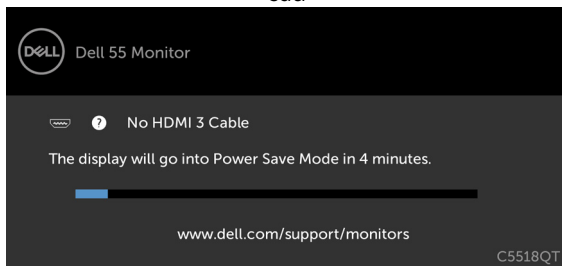 DELL
Dell 55 Monitor
? No HDMI 3 Cable
The display will go into Power Save Mode in 4 minutes.
www.dell.com/support/monitors
C5518QT